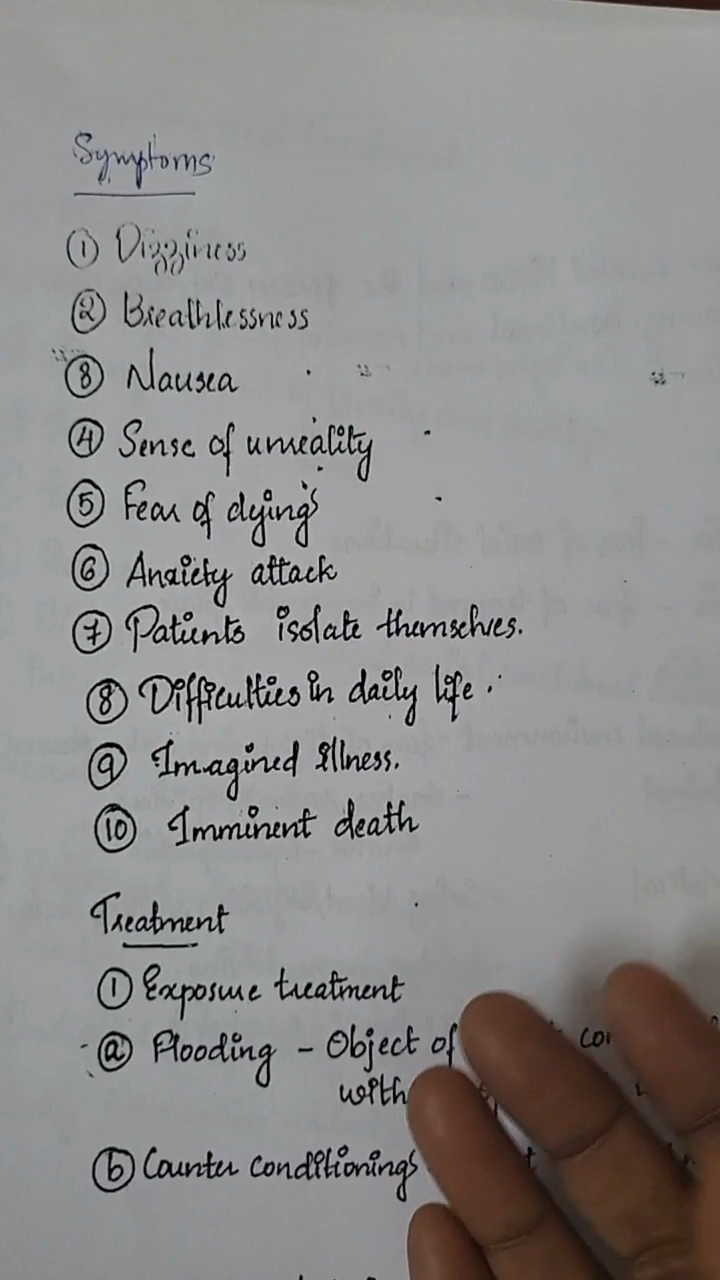 Symptoms
① Dizziness
② Breathlessness
③ Nausea
④ Sense of unreality
⑤ Fear of dying
⑥ Anxiety attack
⑦ Patients isolate themselves.
⑧ Difficulties in daily life.
⑨ Imagined illness.
⑩ Imminent death
Treatment
① Exposure treatment
ⓐ Flooding - Object of
with
ⓑ Counter conditionings